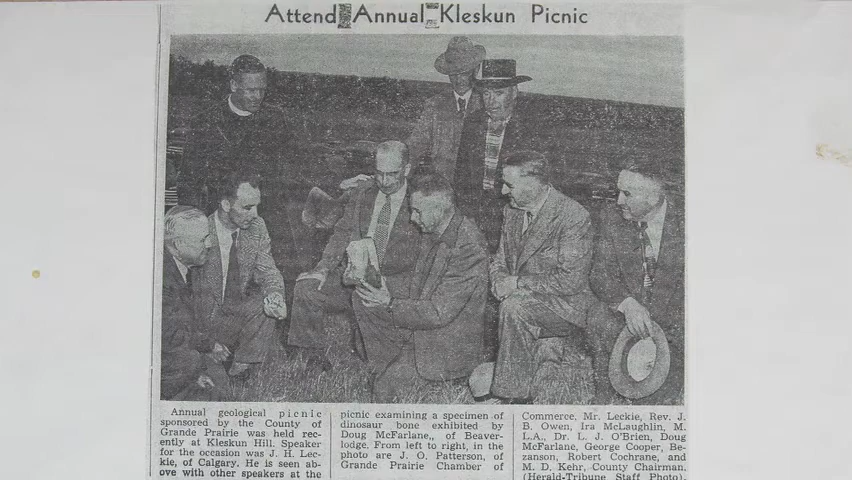 Attend Annual Kleskun Picnic
Annual geological picnic
sponsored by the County of
Grande Prairie was held rec-
ently at Kleskun Hill. Speaker
for the occasion was J. H. Lec-
kie, of Calgary. He is seen ab-
ove with other speakers at the
picnic examining a specimen of
dinosaur bone exhibited by
Doug McFarlane,, of Beaver-
lodge. From left to right, in the
photo are J. O. Patterson, of
Grande Prairie Chamber of
Commerce, Mr. Leckie, Rev. J.
B. Owen, Ira McLaughlin, M.
L.A., Dr. L. J. O'Brien, Doug
McFarlane, George Cooper, Be-
zanson, Robert Cochrane, and
M. D. Kehr, County Chairman.
(Herald-Tribune Staff Photo).